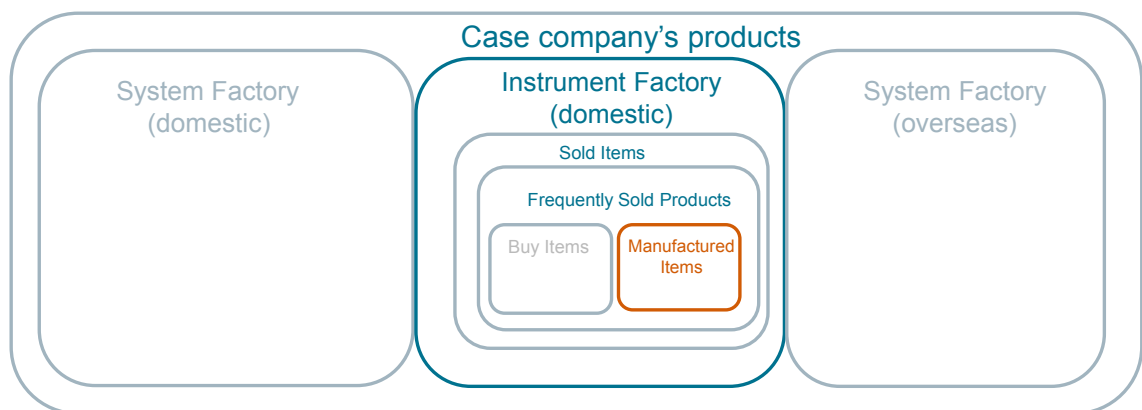 Case company’s products
System Factory
(domestic)
Instrument Factory
(domestic)
System Factory
(overseas)
Sold Items
Frequently Sold Products
Buy Items
Manufactured
Items